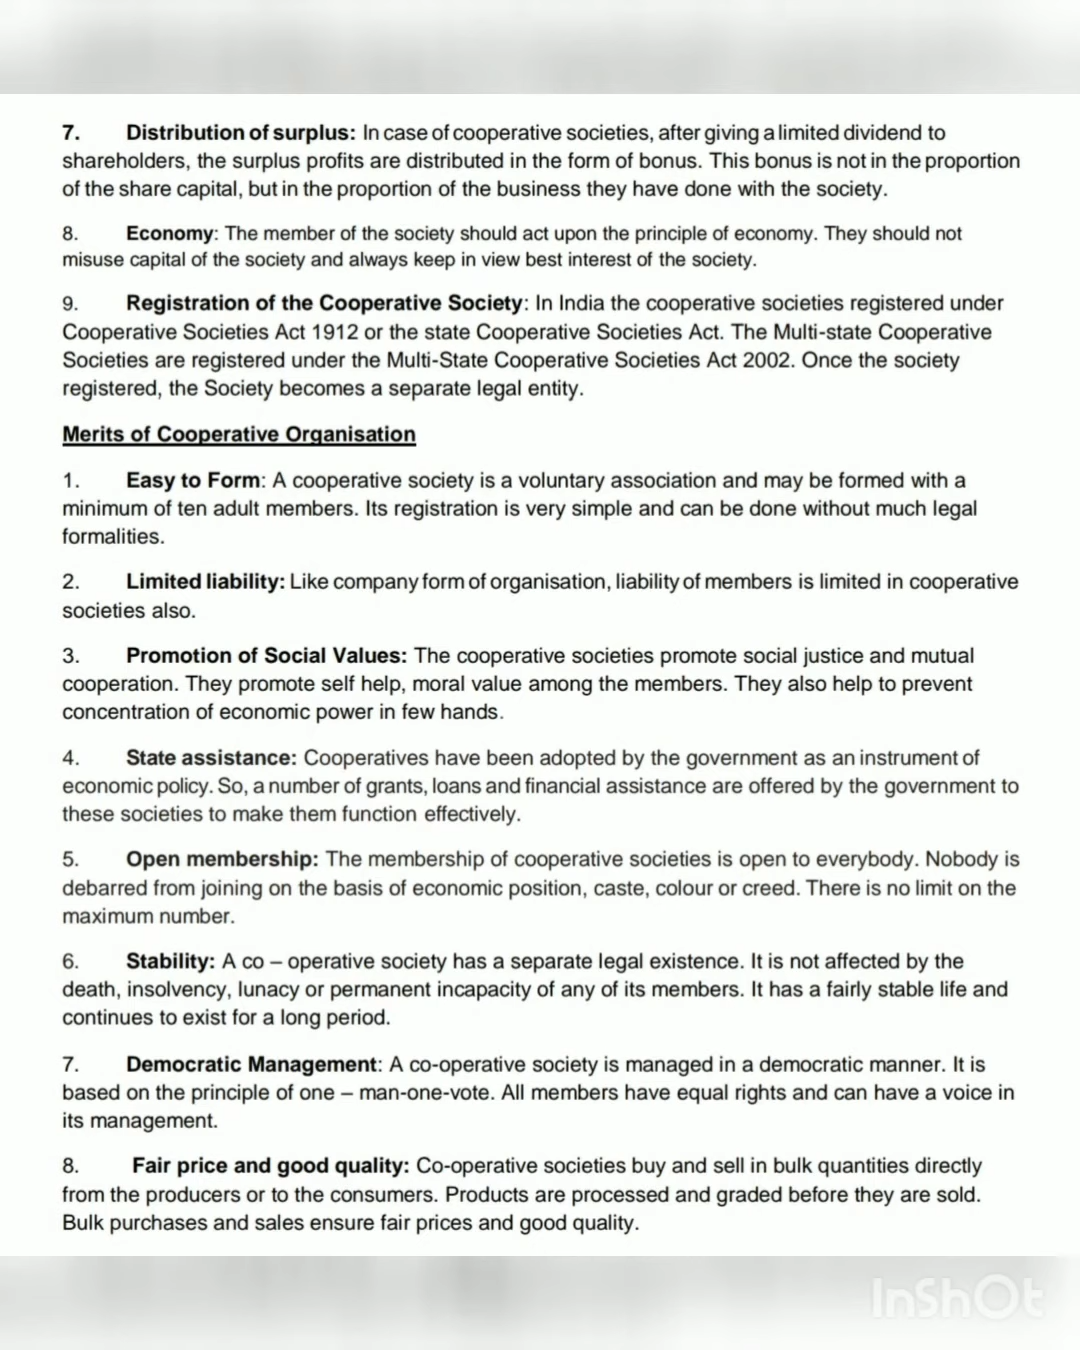 7. Distribution of surplus: In case of cooperative societies, after giving a limited dividend to
shareholders, the surplus profits are distributed in the form of bonus. This bonus is not in the proportion
of the share capital, but in the proportion of the business they have done with the society.
8. Economy: The member of the society should act upon the principle of economy. They should not
misuse capital of the society and always keep in view best interest of the society.
9. Registration of the Cooperative Society: In India the cooperative societies registered under
Cooperative Societies Act 1912 or the state Cooperative Societies Act. The Multi-state Cooperative
Societies are registered under the Multi-State Cooperative Societies Act 2002. Once the society
registered, the Society becomes a separate legal entity.
Merits of Cooperative Organisation
1. Easy to Form: A cooperative society is a voluntary association and may be formed with a
minimum of ten adult members. Its registration is very simple and can be done without much legal
formalities.
2. Limited liability: Like company form of organisation, liability of members is limited in cooperative
societies also.
3. Promotion of Social Values: The cooperative societies promote social justice and mutual
cooperation. They promote self help, moral value among the members. They also help to prevent
concentration of economic power in few hands.
4. State assistance: Cooperatives have been adopted by the government as an instrument of
economic policy. So, a number of grants, loans and financial assistance are offered by the government to
these societies to make them function effectively.
5. Open membership: The membership of cooperative societies is open to everybody. Nobody is
debarred from joining on the basis of economic position, caste, colour or creed. There is no limit on the
maximum number.
6. Stability: A co – operative society has a separate legal existence. It is not affected by the
death, insolvency, lunacy or permanent incapacity of any of its members. It has a fairly stable life and
continues to exist for a long period.
7. Democratic Management: A co-operative society is managed in a democratic manner. It is
based on the principle of one – man-one-vote. All members have equal rights and can have a voice in
its management.
8. Fair price and good quality: Co-operative societies buy and sell in bulk quantities directly
from the producers or to the consumers. Products are processed and graded before they are sold.
Bulk purchases and sales ensure fair prices and good quality.
InShOt